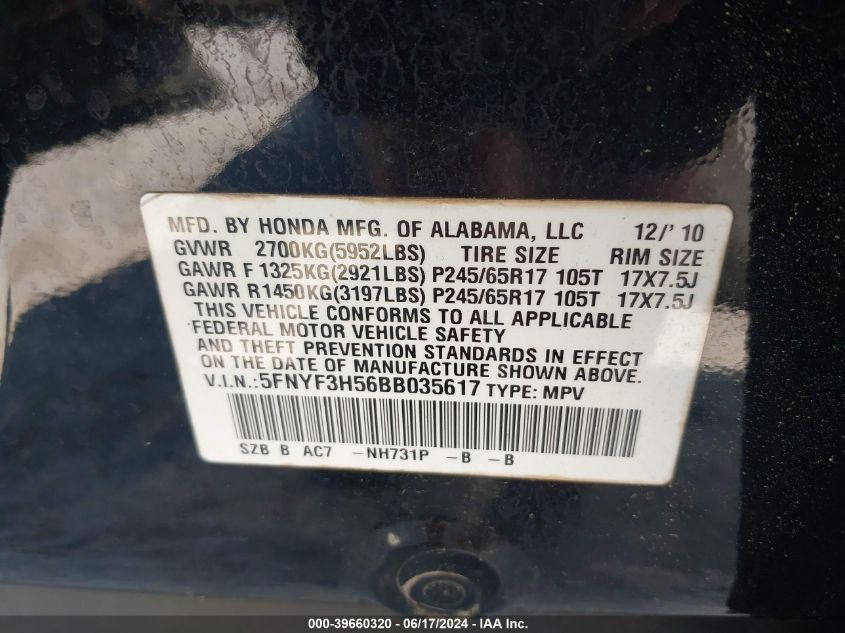 MFD. BY HONDA MFG. OF ALABAMA, LLC 12/' 10
GVWR 2700KG(5952LBS) TIRE SIZE RIM SIZE
GAWR F 1325KG(2921LBS) P245/65R17 105T 17X7.5J
GAWR R1450KG(3197LBS) P245/65R17 105T 17X7.5J
THIS VEHICLE CONFORMS TO ALL APPLICABLE
FEDERAL MOTOR VEHICLE SAFETY
AND THEFT PREVENTION STANDARDS IN EFFECT
ON THE DATE OF MANUFACTURE SHOWN ABOVE.
V.I.N.:5FNYF3H56BB035617 TYPE: MPV
SZB B AC7 -NH731P -B -B
000-39660320 - 06/17/2024 - IAAI.com